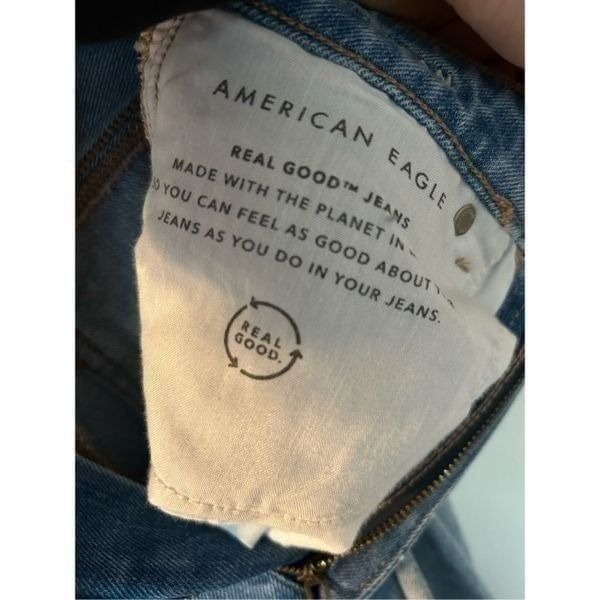 AMERICAN EAGLE
REAL GOOD™ JEANS
MADE WITH THE PLANET IN
YOU CAN FEEL AS GOOD ABOUT
JEANS AS YOU DO IN YOUR JEANS.
REAL
GOOD.